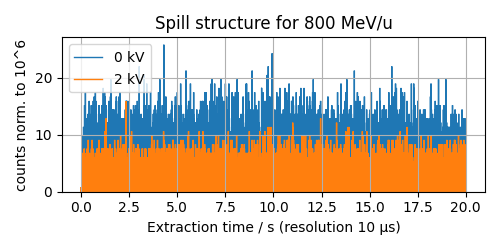 Spill structure for 800 MeV/u
counts norm. to 10^6
0 kV
2 kV
20
10
0
0.0 2.5 5.0 7.5 10.0 12.5 15.0 17.5 20.0
Extraction time / s (resolution 10 µs)